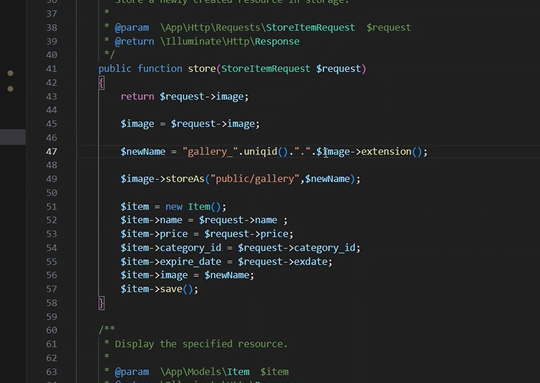 36 * Store a newly created resource in storage.
37 *
38 * @param  \App\Http\Requests\StoreItemRequest  $request
39 * @return \Illuminate\Http\Response
40 */
41 public function store(StoreItemRequest $request)
42 {
43 return $request->image;
44
45 $image = $request->image;
46
47 $newName = "gallery_".uniqid().".".$image->extension();
48
49 $image->storeAs("public/gallery",$newName);
50
51 $item = new Item();
52 $item->name = $request->name ;
53 $item->price = $request->price;
54 $item->category_id = $request->category_id;
55 $item->expire_date = $request->exdate;
56 $item->image = $newName;
57 $item->save();
58 }
59
60 /**
61 * Display the specified resource.
62 *
63 * @param  \App\Models\Item  $item